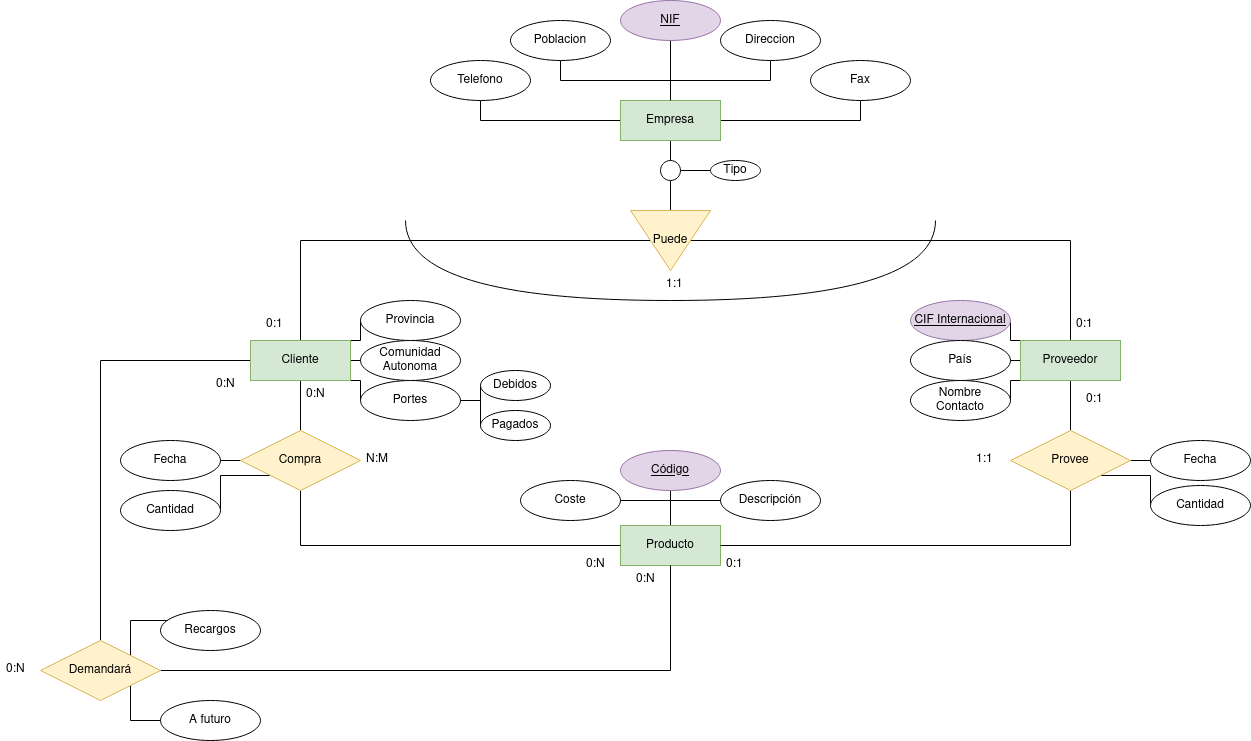 NIF
Poblacion
Direccion
Telefono
Fax
Empresa
Tipo
Puede
1:1
0:1
Provincia
CIF Internacional
0:1
Cliente
Comunidad
Autonoma
País
Proveedor
0:N
0:N
Portes
Debidos
Pagados
Nombre
Contacto
0:1
Fecha
Compra
N:M
Cantidad
Código
Coste
Descripción
1:1
Provee
Fecha
Cantidad
Producto
0:N
0:N
0:1
Recargos
0:N
Demandará
A futuro